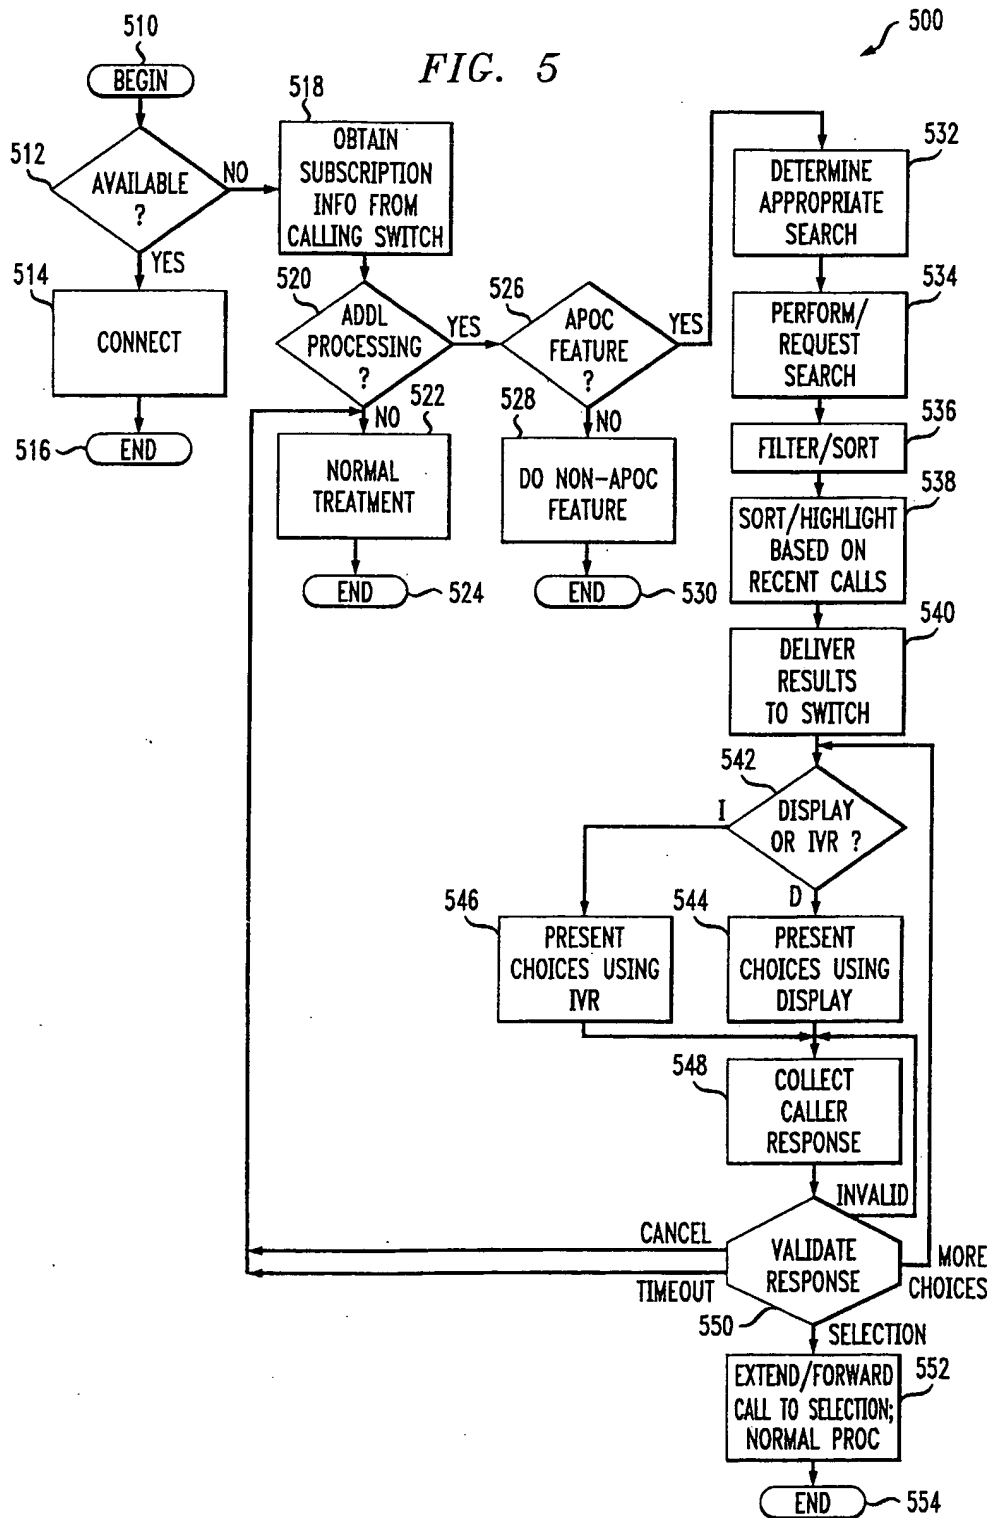 FIG. 5
500
510
BEGIN
512
AVAILABLE
?
NO
YES
514
CONNECT
516
END
518
OBTAIN
SUBSCRIPTION
INFO FROM
CALLING SWITCH
520
ADDL
PROCESSING
?
YES
NO
522
NORMAL
TREATMENT
END
524
526
APOC
FEATURE
?
YES
NO
528
DO NON-APOC
FEATURE
END
530
532
DETERMINE
APPROPRIATE
SEARCH
534
PERFORM/
REQUEST
SEARCH
536
FILTER/SORT
538
SORT/HIGHLIGHT
BASED ON
RECENT CALLS
540
DELIVER
RESULTS
TO SWITCH
542
DISPLAY
OR IVR ?
I
D
546
PRESENT
CHOICES USING
IVR
544
PRESENT
CHOICES USING
DISPLAY
548
COLLECT
CALLER
RESPONSE
INVALID
CANCEL
TIMEOUT
VALIDATE
RESPONSE
MORE
CHOICES
550
SELECTION
552
EXTEND/FORWARD
CALL TO SELECTION;
NORMAL PROC
END
554